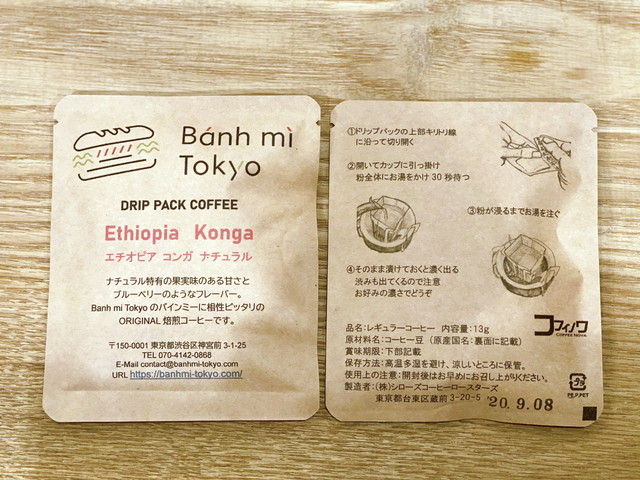 Bánh mì
Tokyo
DRIP PACK COFFEE
Ethiopia Konga
エチオピア コンガ ナチュラル
ナチュラル特有の果実味のある甘さと
ブルーベリーのようなフレーバー。
Banh mi Tokyo のバインミーに相性ピッタリの
ORIGINAL 焙煎コーヒーです。
〒150-0001 東京都渋谷区神宮前 3-1-25
TEL 070-4142-0868
E-Mail contact@banhmi-tokyo.com
URL https://banhmi-tokyo.com/
①ドリップパックの上部キリトリ線
に沿って切り開く
②開いてカップに引っ掛け
粉全体にお湯をかけ 30 秒待つ
③粉が浸るまでお湯を注ぐ
④そのまま漬けておくと濃く出る
渋みも出てくるので注意
お好みの濃さでどうぞ
品名：レギュラーコーヒー 内容量：13g
原材料名：コーヒー豆（原産国名：裏面に記載）
賞味期限：下部記載
保存方法：高温多湿を避け、涼しいところに保管。
使用上の注意：開封後はお早めにお召し上がりください。
製造者：（株）シローズコーヒーロースターズ
東京都台東区蔵前 3-20-5
'20.9.08
コフィノワ
COFFEE NOVA
プラ
PE,P,PET